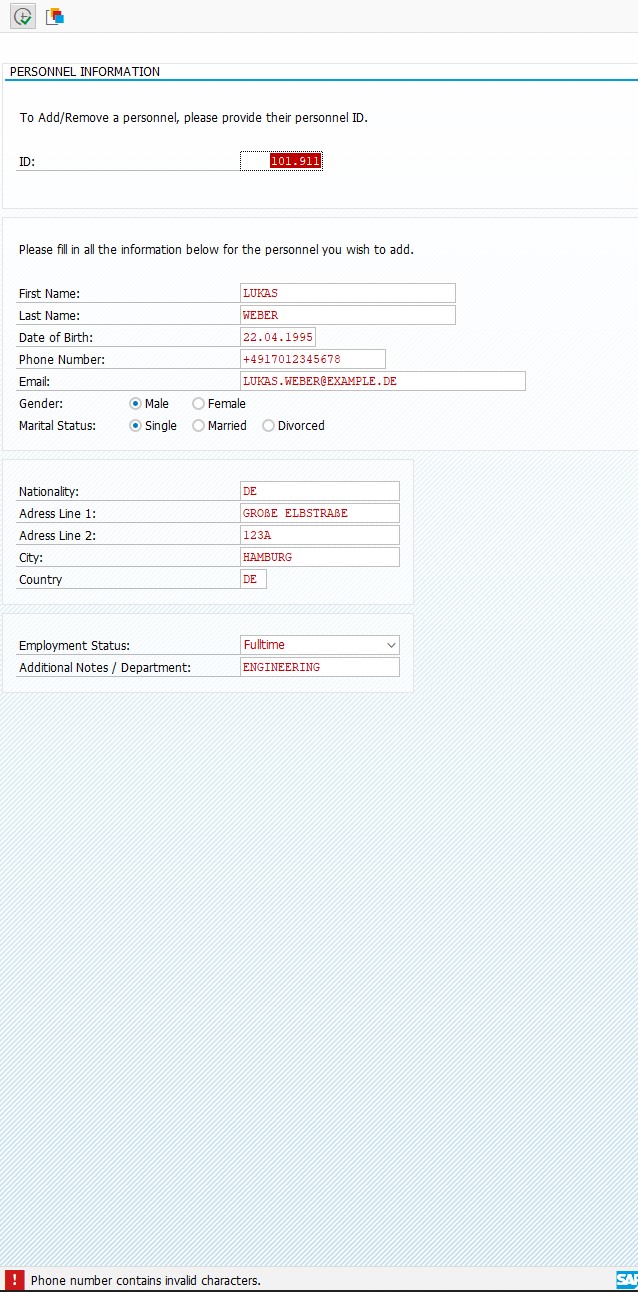 PERSONNEL INFORMATION
To Add/Remove a personnel, please provide their personnel ID.
ID: 101.911
Please fill in all the information below for the personnel you wish to add.
First Name: LUKAS
Last Name: WEBER
Date of Birth: 22.04.1995
Phone Number: +4917012345678
Email: LUKAS.WEBER@EXAMPLE.DE
Gender: Male Female
Marital Status: Single Married Divorced
Nationality: DE
Adress Line 1: GROßE ELBSTRAßE
Adress Line 2: 123A
City: HAMBURG
Country DE
Employment Status: Fulltime
Additional Notes / Department: ENGINEERING
! Phone number contains invalid characters. SAP